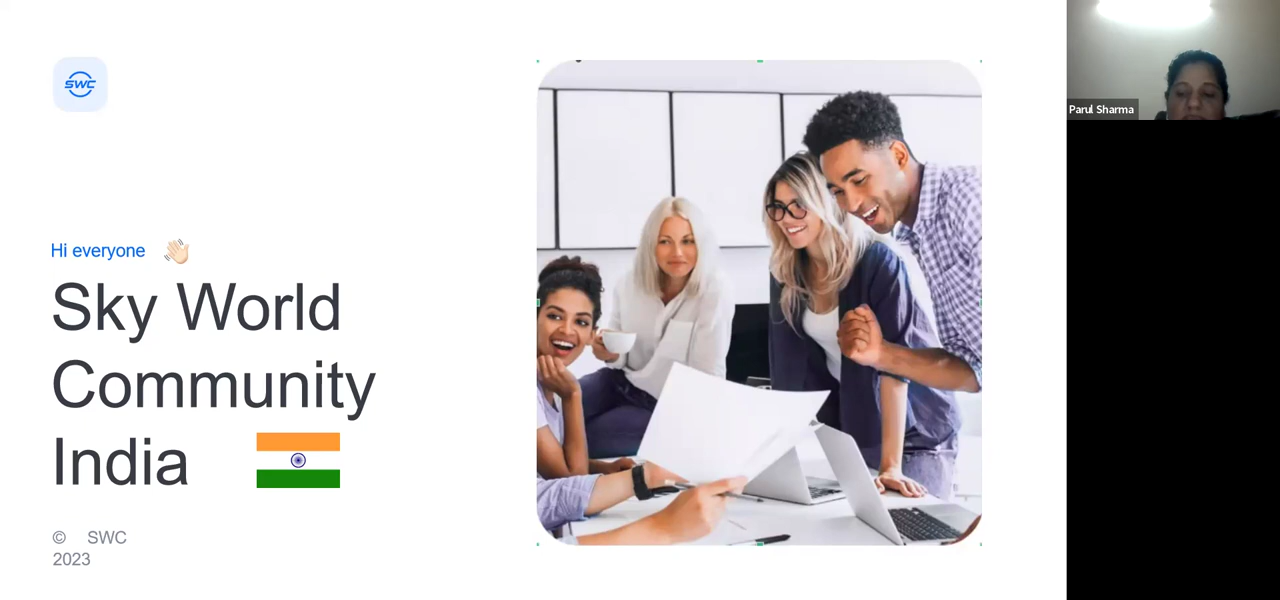 SWC
Hi everyone 👋🏻
Sky World
Community
India
© SWC
2023
Parul Sharma